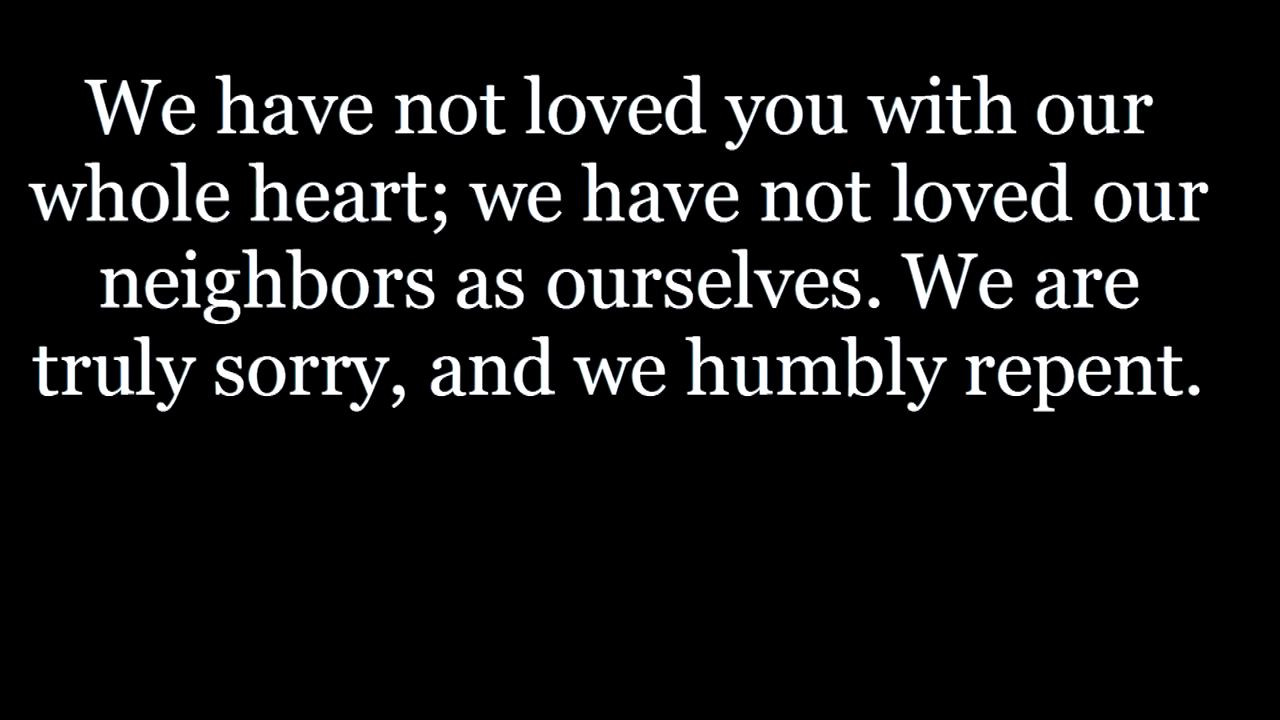 We have not loved you with our
whole heart; we have not loved our
neighbors as ourselves. We are
truly sorry, and we humbly repent.